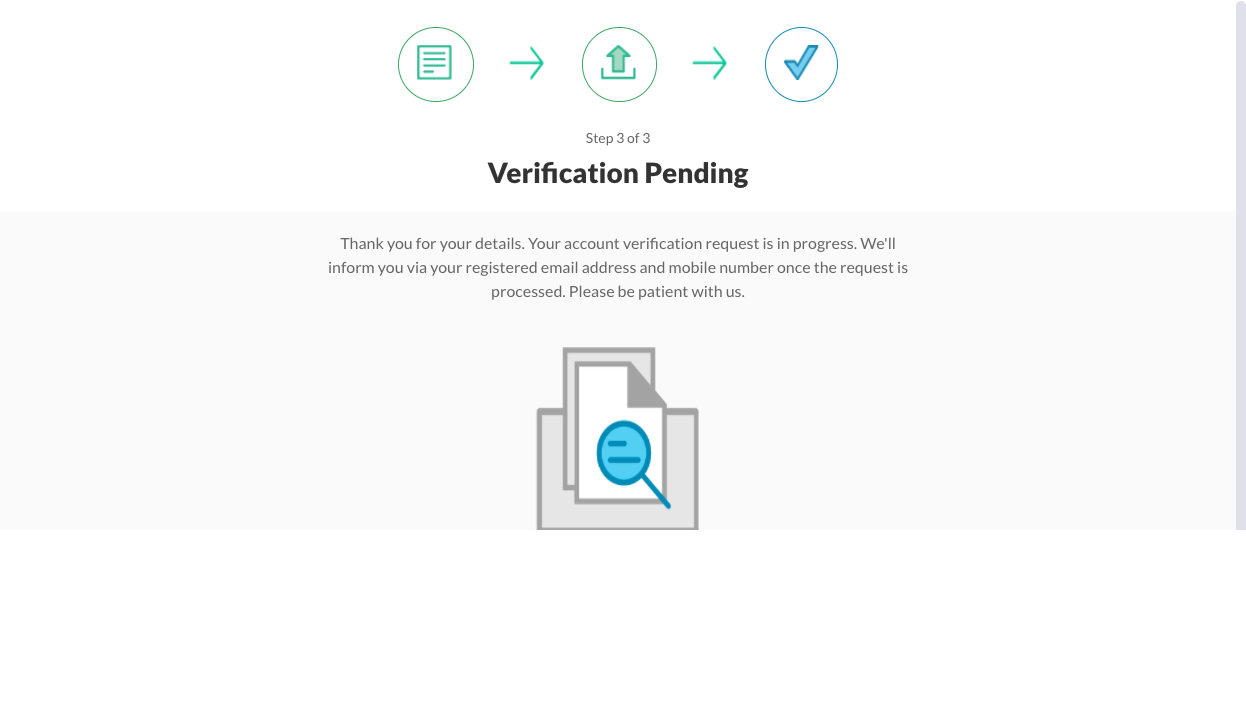 Step 3 of 3
Verification Pending
Thank you for your details. Your account verification request is in progress. We'll
inform you via your registered email address and mobile number once the request is
processed. Please be patient with us.